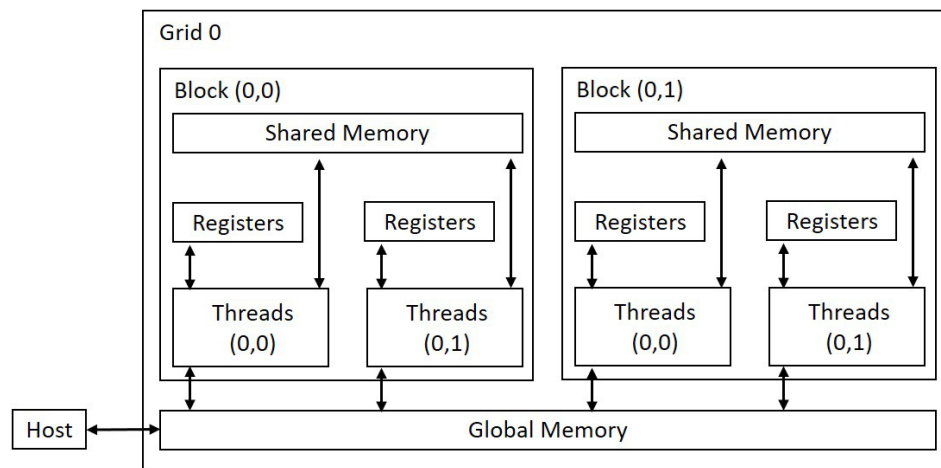 Grid 0
Block (0,0)
Shared Memory
Registers
Registers
Threads
(0,0)
Threads
(0,1)
Block (0,1)
Shared Memory
Registers
Registers
Threads
(0,0)
Threads
(0,1)
Host
Global Memory